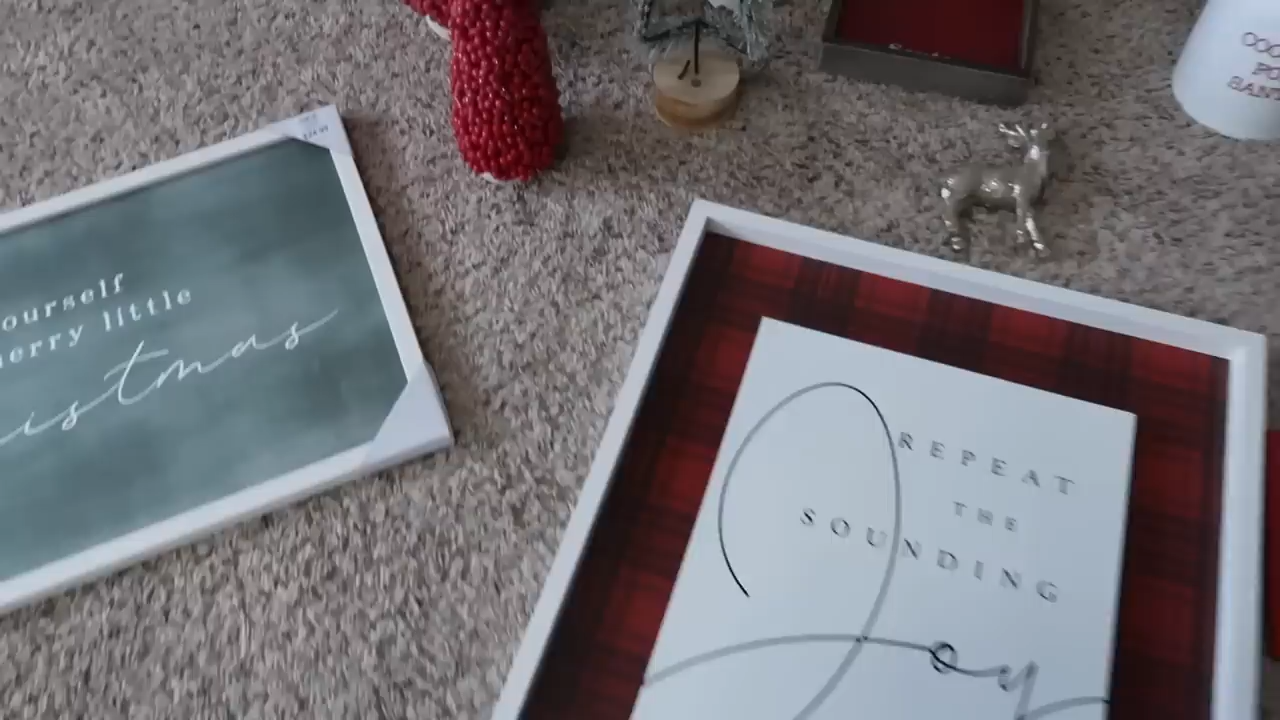 ourself
erry little
istmas
REPEAT
THE
SOUNDING
Joy